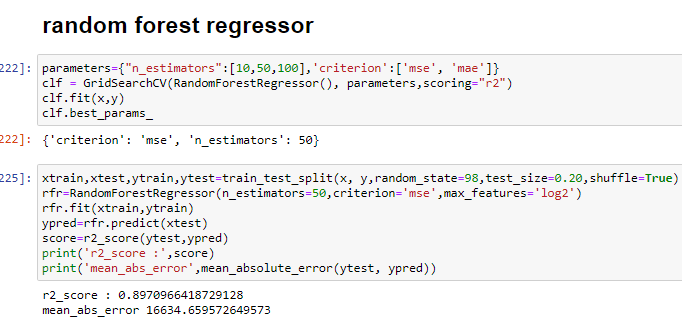 random forest regressor
222]: parameters={"n_estimators":[10,50,100],'criterion':['mse', 'mae']}
clf = GridSearchCV(RandomForestRegressor(), parameters,scoring="r2")
clf.fit(x,y)
clf.best_params_
222]: {'criterion': 'mse', 'n_estimators': 50}
225]: xtrain,xtest,ytrain,ytest=train_test_split(x, y,random_state=98,test_size=0.20,shuffle=True)
rfr=RandomForestRegressor(n_estimators=50,criterion='mse',max_features='log2')
rfr.fit(xtrain,ytrain)
ypred=rfr.predict(xtest)
score=r2_score(ytest,ypred)
print('r2_score :',score)
print('mean_abs_error',mean_absolute_error(ytest, ypred))
r2_score : 0.8970966418729128
mean_abs_error 16634.659572649573